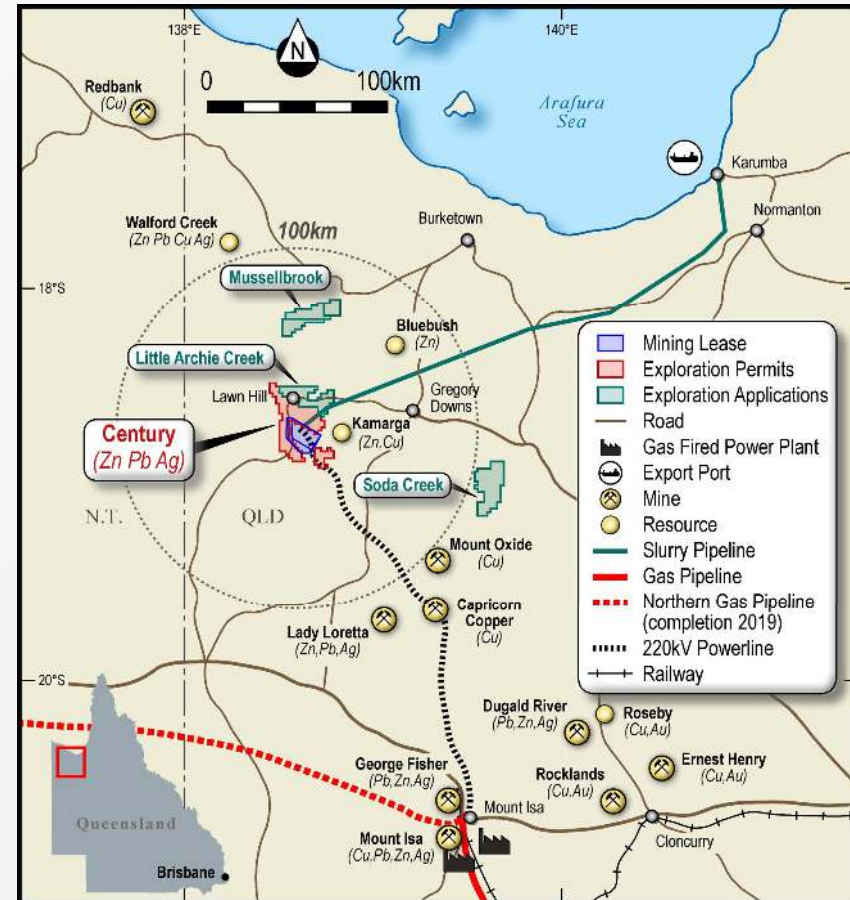 138°E
140°E
N
0 100km
Redbank
(Cu)
Arafura
Sea
Karumba
Normanton
Burketown
Walford Creek
(Zn Pb Cu Ag)
100km
Mussellbrook
18°S
Bluebush
(Zn)
Little Archie Creek
Lawn Hill
Gregory
Downs
Century
(Zn Pb Ag)
Kamarga
(Zn,Cu)
Soda Creek
N.T.
QLD
Mount Oxide
(Cu)
Capricorn
Copper
(Cu)
Lady Loretta
(Zn,Pb,Ag)
Mining Lease
Exploration Permits
Exploration Applications
Road
Gas Fired Power Plant
Export Port
Mine
Resource
Slurry Pipeline
Gas Pipeline
Northern Gas Pipeline
(completion 2019)
220kV Powerline
Railway
20°S
Dugald River
(Pb,Zn,Ag)
Roseby
(Cu,Au)
George Fisher
(Pb,Zn,Ag)
Rocklands
(Cu,Au)
Ernest Henry
(Cu,Au)
Mount Isa
Mount Isa
(Cu,Pb,Zn,Ag)
Cloncurry
Queensland
Brisbane